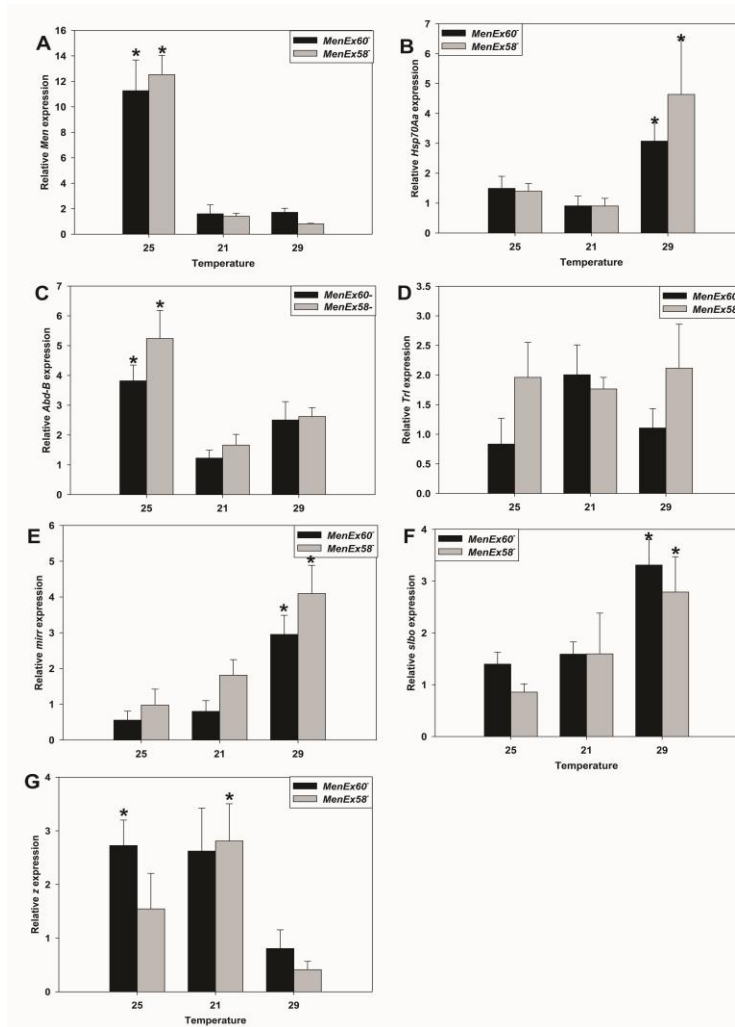 A
MenEx60-
MenEx58-
Relative Men expression
16
14
12
10
8
6
4
2
0
* *
25 21 29
Temperature
B
MenEx60-
MenEx58-
Relative Hsp70Aa expression
7
6
5
4
3
2
1
0
* *
25 21 29
Temperature
C
MenEx60-
MenEx58-
Relative Abd-B expression
7
6
5
4
3
2
1
0
* *
25 21 29
D
MenEx60
MenEx58
Relative Trl expression
3.5
3.0
2.5
2.0
1.5
1.0
0.5
0.0
25 21 29
E
MenEx60-
MenEx58-
Relative mirr expression
6
5
4
3
2
1
0
* *
25 21 29
F
MenEx60-
MenEx58-
Relative slbo expression
4
3
2
1
0
* *
25 21 29
Temperature
G
MenEx60-
MenEx58-
Relative z expression
4
3
2
1
0
* *
25 21 29